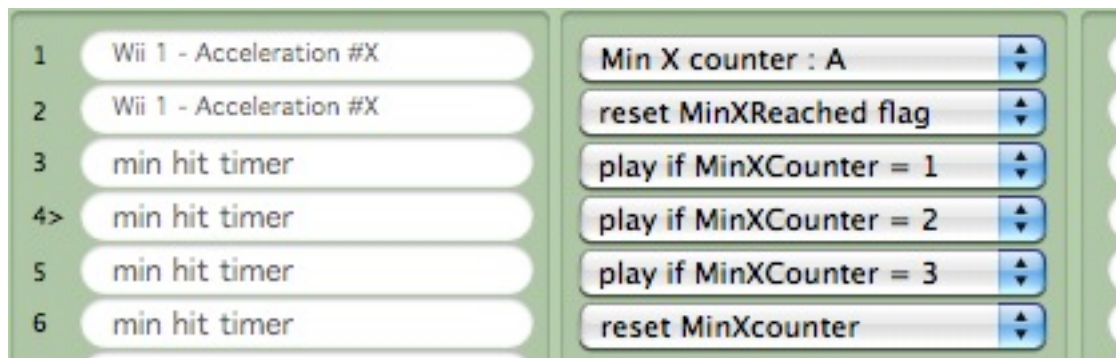 1 Wii 1 - Acceleration #X Min X counter : A
2 Wii 1 - Acceleration #X reset MinXReached flag
3 min hit timer play if MinXCounter = 1
4> min hit timer play if MinXCounter = 2
5 min hit timer play if MinXCounter = 3
6 min hit timer reset MinXcounter